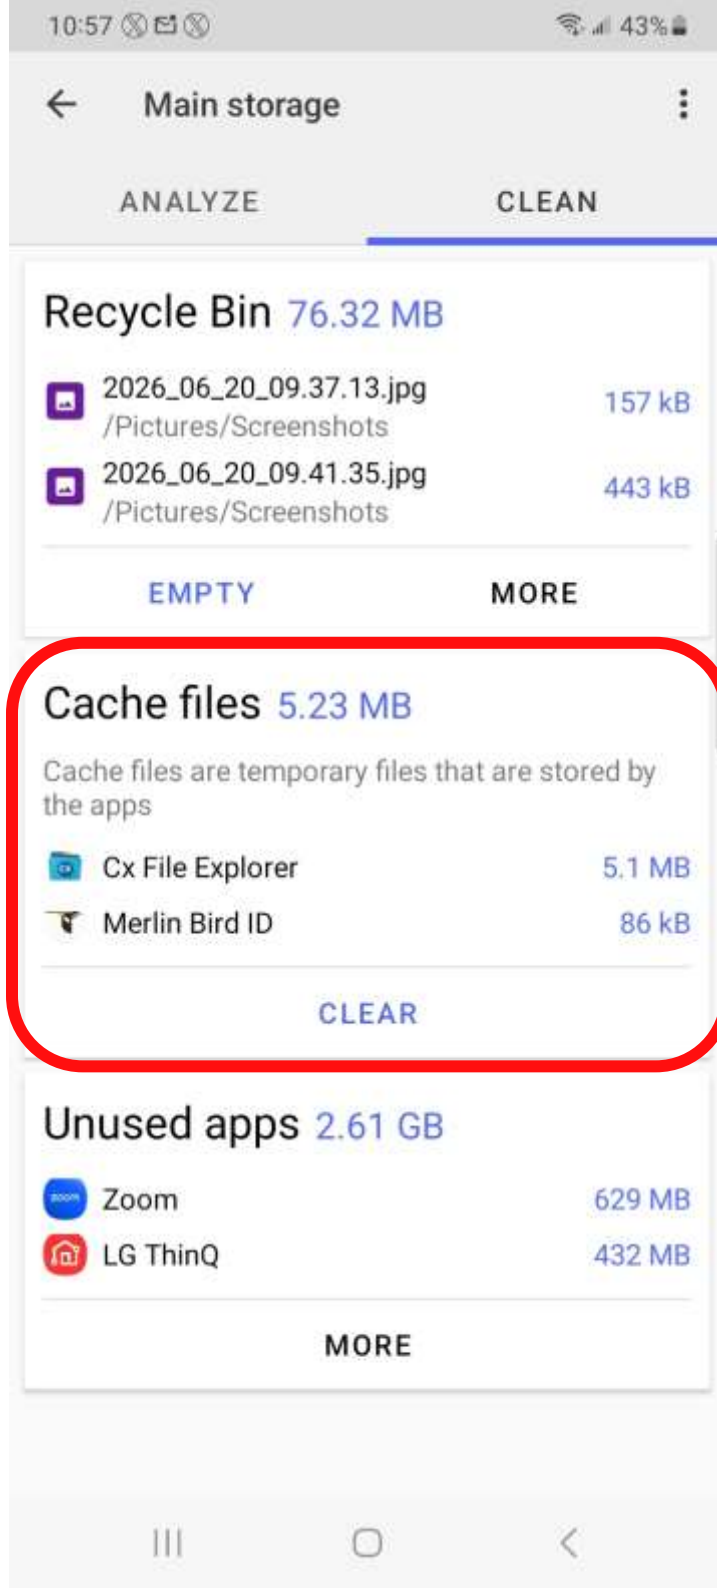 10:57 43%
Main storage
ANALYZE CLEAN
Recycle Bin 76.32 MB
2026_06_20_09.37.13.jpg 157 kB
/Pictures/Screenshots
2026_06_20_09.41.35.jpg 443 kB
/Pictures/Screenshots
EMPTY MORE
Cache files 5.23 MB
Cache files are temporary files that are stored by
the apps
Cx File Explorer 5.1 MB
Merlin Bird ID 86 kB
CLEAR
Unused apps 2.61 GB
zoom Zoom 629 MB
LG ThinQ 432 MB
MORE